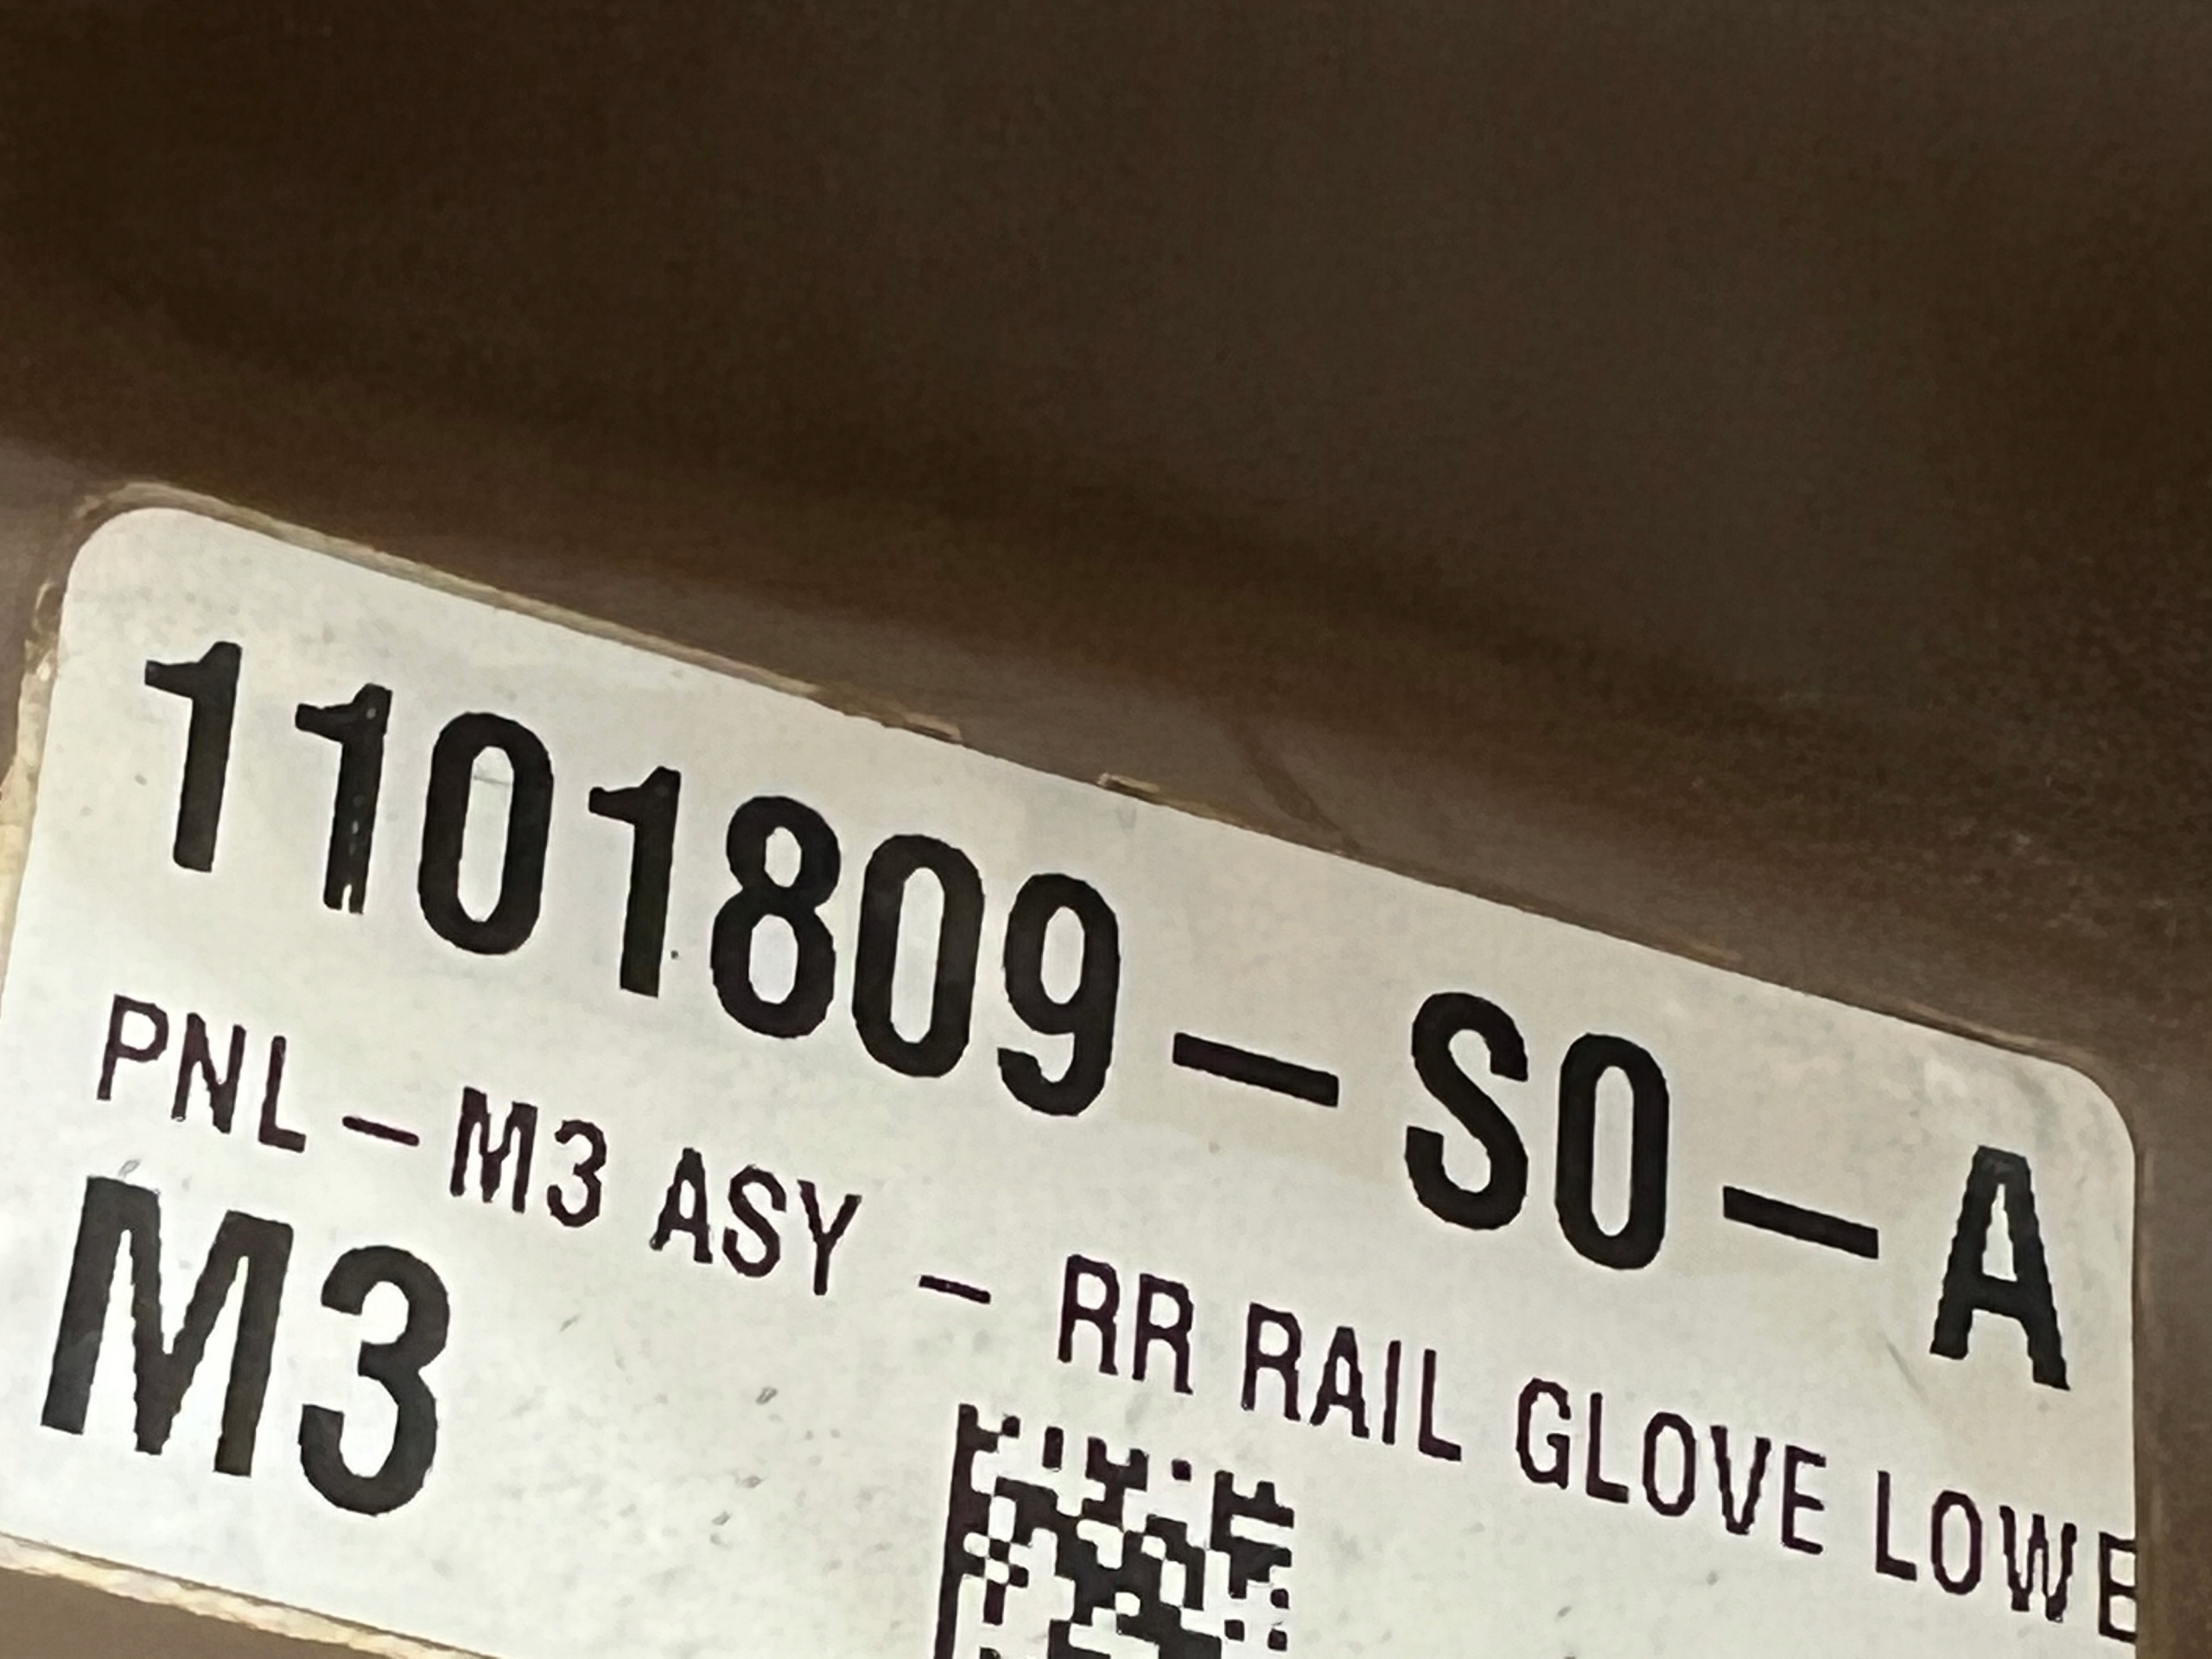 1101809-S0-A
PNL-M3 ASY - RR RAIL GLOVE LOWE
M3